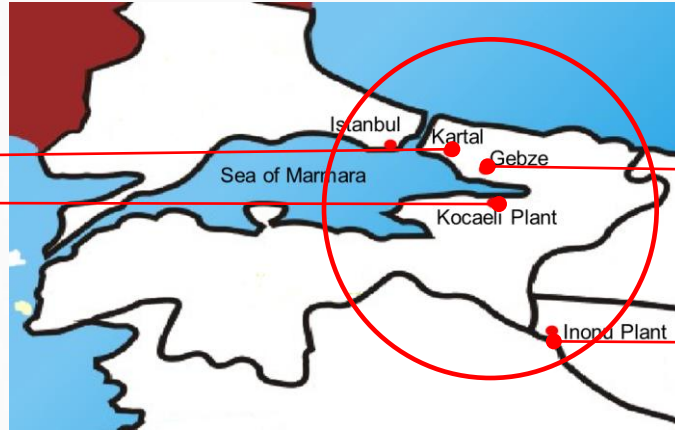 Istanbul
Kartal
Gebze
Sea of Marmara
Kocaeli Plant
Inonu Plant